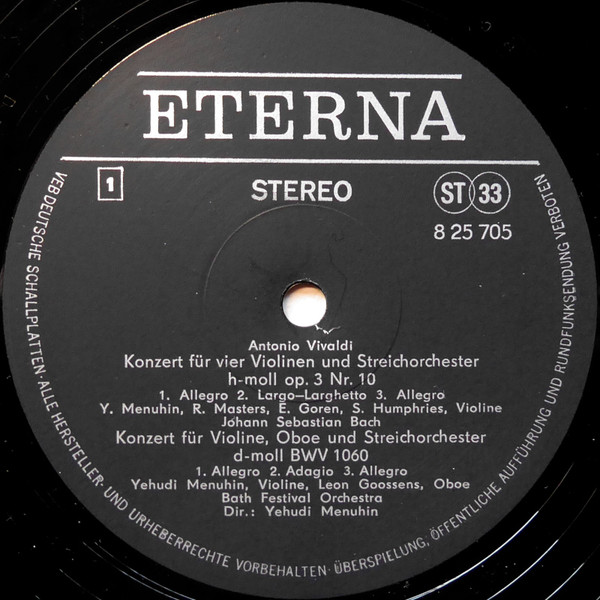 ETERNA
1
STEREO
ST 33
8 25 705
Antonio Vivaldi
Konzert für vier Violinen und Streichorchester
h-moll op. 3 Nr. 10
1. Allegro 2. Largo—Larghetto 3. Allegro
Y. Menuhin, R. Masters, E. Goren, S. Humphries, Violine
Johann Sebastian Bach
Konzert für Violine, Oboe und Streichorchester
d-moll BWV 1060
1. Allegro 2. Adagio 3. Allegro
Yehudi Menuhin, Violine, Leon Goossens, Oboe
Bath Festival Orchestra
Dir.: Yehudi Menuhin
VEB DEUTSCHE SCHALLPLATTEN · ALLE HERSTELLER- UND URHEBERRECHTE VORBEHALTEN · ÜBERSPIELUNG, ÖFFENTLICHE AUFFÜHRUNG UND RUNDFUNKSENDUNG VERBOTEN